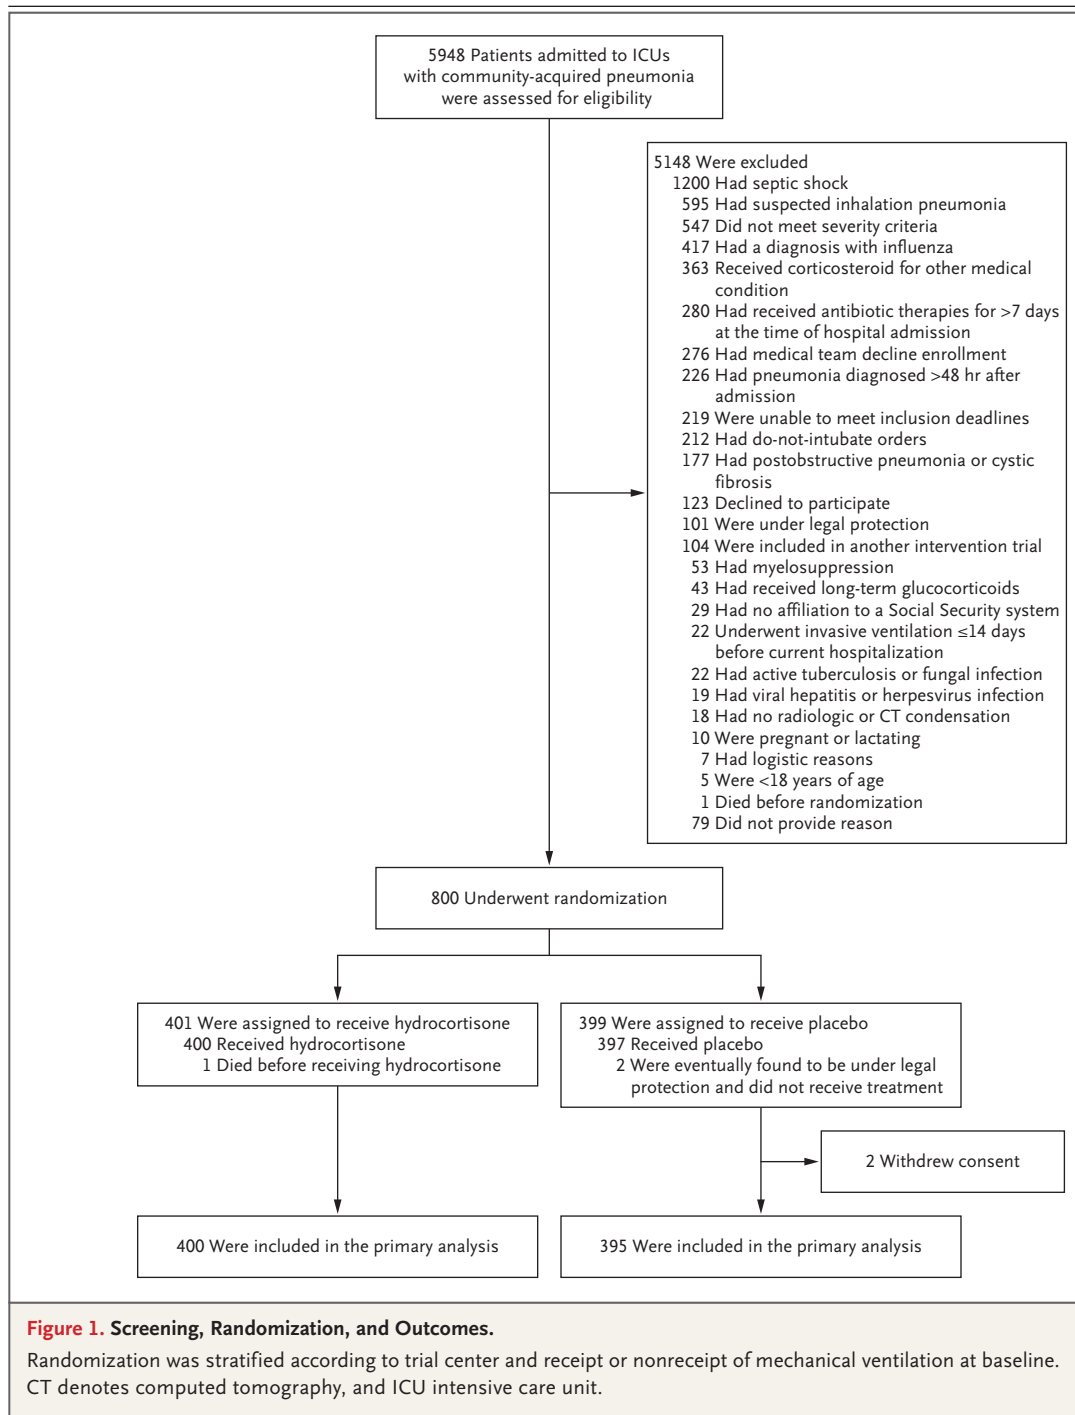 5948 Patients admitted to ICUs
with community-acquired pneumonia
were assessed for eligibility
5148 Were excluded
1200 Had septic shock
595 Had suspected inhalation pneumonia
547 Did not meet severity criteria
417 Had a diagnosis with influenza
363 Received corticosteroid for other medical
condition
280 Had received antibiotic therapies for >7 days
at the time of hospital admission
276 Had medical team decline enrollment
226 Had pneumonia diagnosed >48 hr after
admission
219 Were unable to meet inclusion deadlines
212 Had do-not-intubate orders
177 Had postobstructive pneumonia or cystic
fibrosis
123 Declined to participate
101 Were under legal protection
104 Were included in another intervention trial
53 Had myelosuppression
43 Had received long-term glucocorticoids
29 Had no affiliation to a Social Security system
22 Underwent invasive ventilation ≤14 days
before current hospitalization
22 Had active tuberculosis or fungal infection
19 Had viral hepatitis or herpesvirus infection
18 Had no radiologic or CT condensation
10 Were pregnant or lactating
7 Had logistic reasons
5 Were <18 years of age
1 Died before randomization
79 Did not provide reason
800 Underwent randomization
401 Were assigned to receive hydrocortisone
400 Received hydrocortisone
1 Died before receiving hydrocortisone
399 Were assigned to receive placebo
397 Received placebo
2 Were eventually found to be under legal
protection and did not receive treatment
2 Withdrew consent
400 Were included in the primary analysis
395 Were included in the primary analysis
Figure 1. Screening, Randomization, and Outcomes.
Randomization was stratified according to trial center and receipt or nonreceipt of mechanical ventilation at baseline.
CT denotes computed tomography, and ICU intensive care unit.